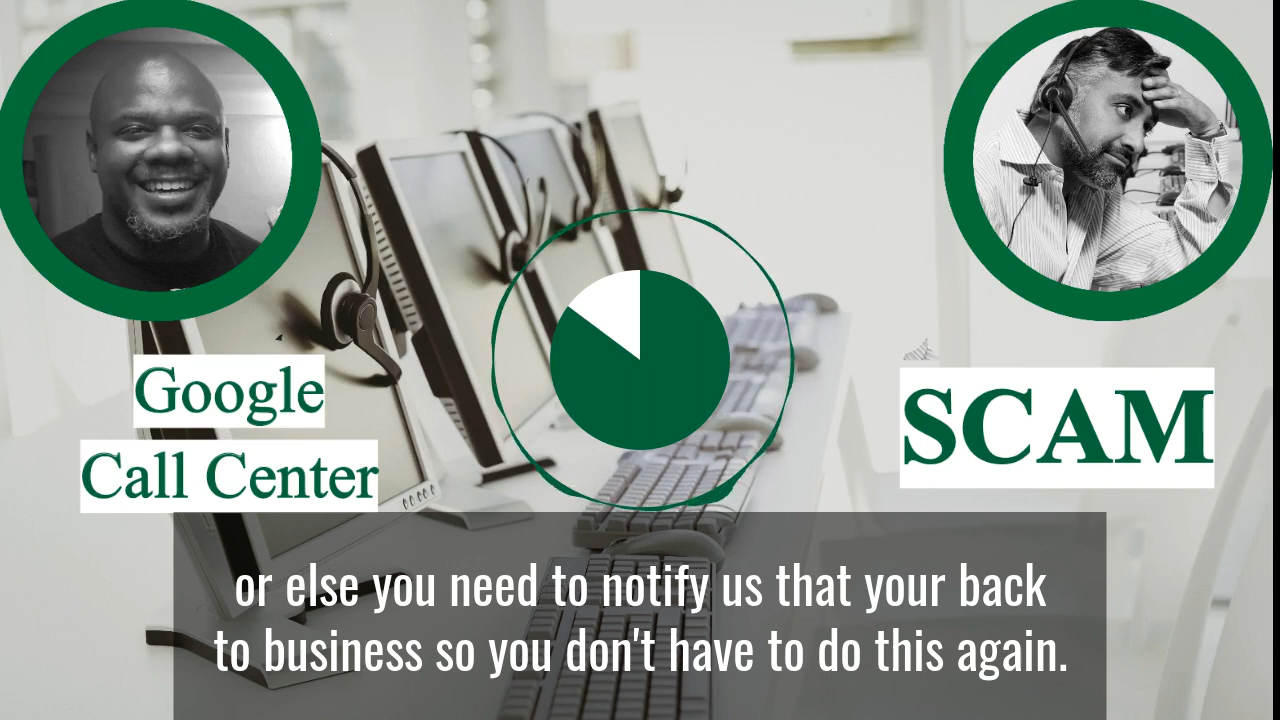 Google
Call Center
SCAM
or else you need to notify us that your back
to business so you don't have to do this again.